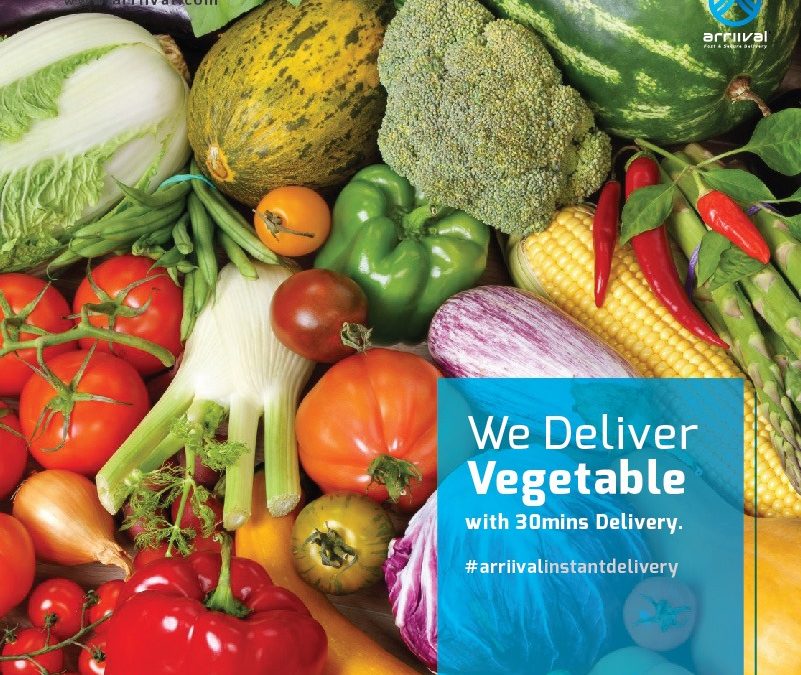 arriival
Fast & Secure Delivery
We Deliver
Vegetable
with 30mins Delivery.
#arriivalinstantdelivery